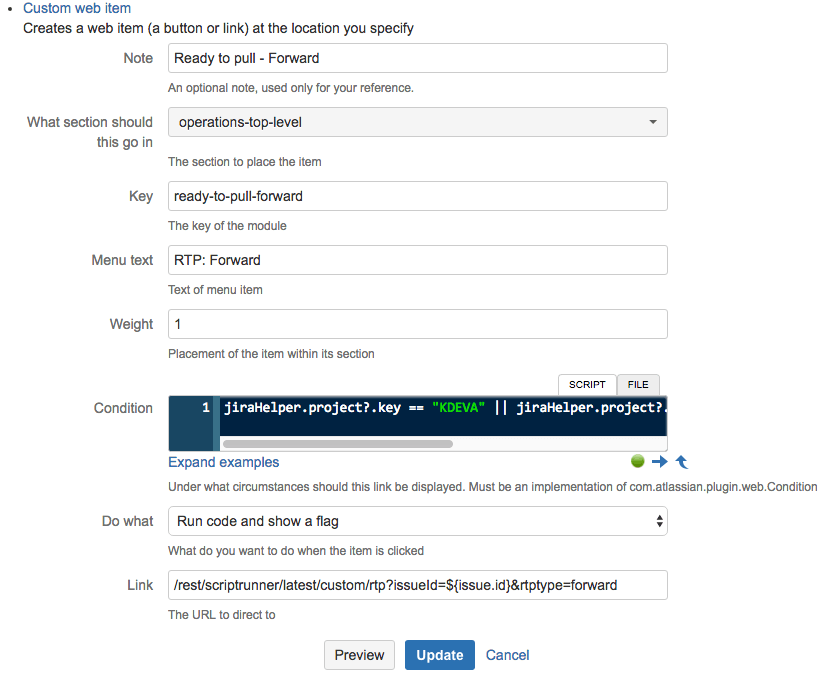 Custom web item
Creates a web item (a button or link) at the location you specify
Note
Ready to pull - Forward
An optional note, used only for your reference.
What section should
this go in
operations-top-level
The section to place the item
Key
ready-to-pull-forward
The key of the module
Menu text
RTP: Forward
Text of menu item
Weight
1
Placement of the item within its section
SCRIPT FILE
Condition
1 jiraHelper.project?.key == "KDEVA" || jiraHelper.project?.
Expand examples
Under what circumstances should this link be displayed. Must be an implementation of com.atlassian.plugin.web.Condition
Do what
Run code and show a flag
What do you want to do when the item is clicked
Link
/rest/scriptrunner/latest/custom/rtp?issueId=${issue.id}&rtptype=forward
The URL to direct to
Preview Update Cancel